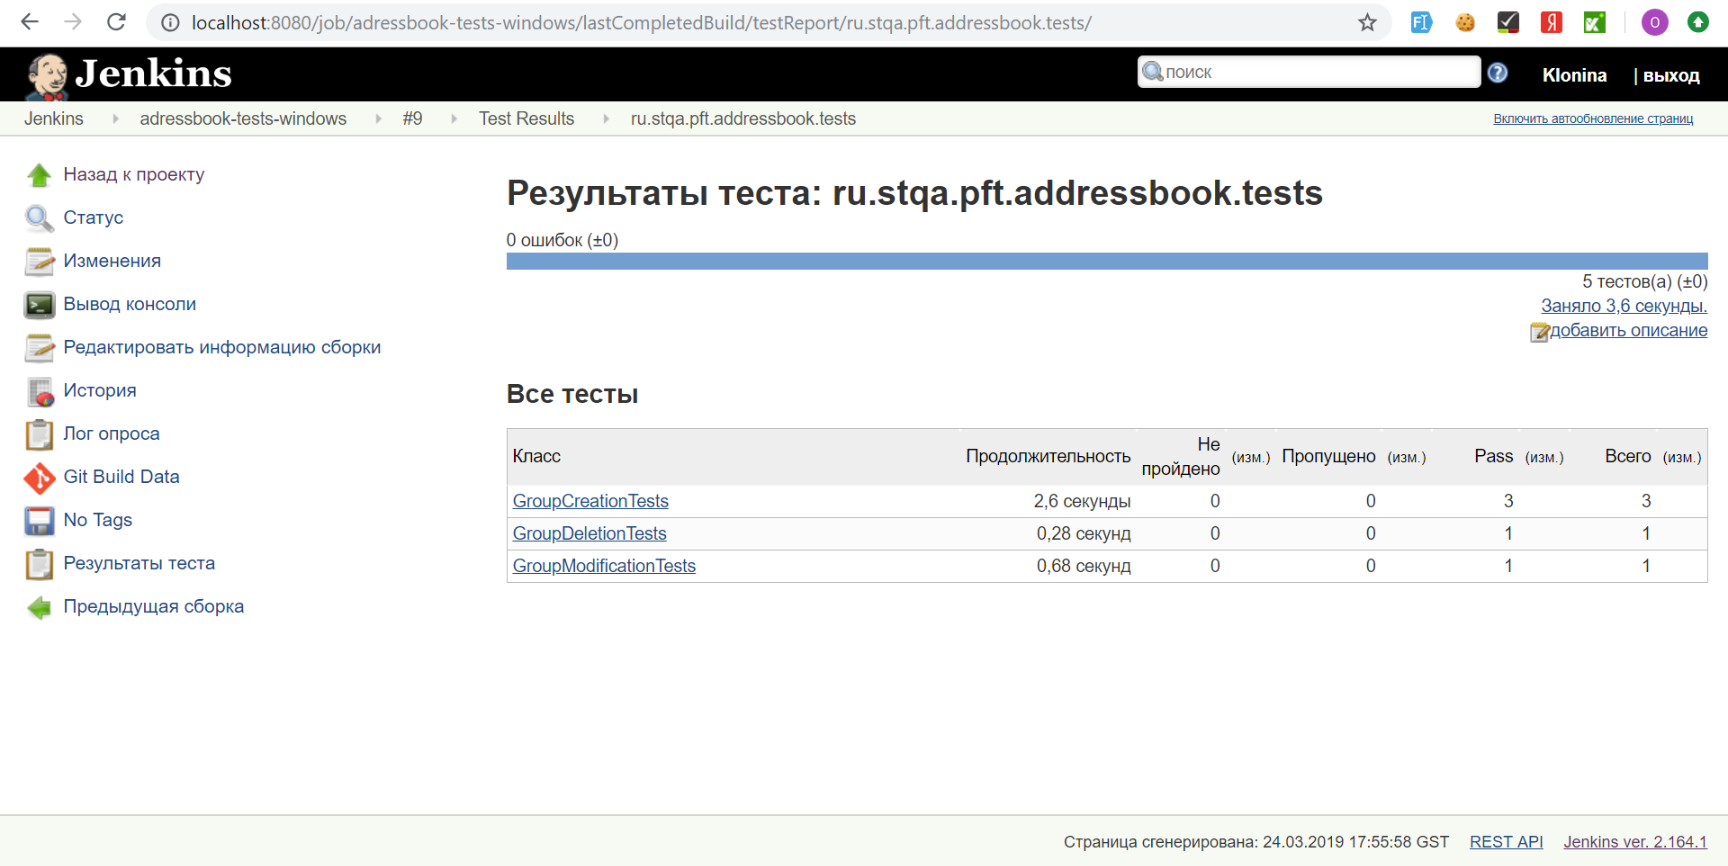 localhost:8080/job/adressbook-tests-windows/lastCompletedBuild/testReport/ru.stqa.pft.addressbook.tests/
Jenkins
поиск
Klonina
| выход
Jenkins adressbook-tests-windows #9 Test Results ru.stqa.pft.addressbook.tests
Включить автообновление страниц
Назад к проекту
Статус
Изменения
Вывод консоли
Редактировать информацию сборки
История
Лог опроса
Git Build Data
No Tags
Результаты теста
Предыдущая сборка
Результаты теста: ru.stqa.pft.addressbook.tests
0 ошибок (±0)
5 тестов(а) (±0)
Заняло 3,6 секунды.
добавить описание
Все тесты
Класс Продолжительность Не пройдено (изм.) Пропущено (изм.) Pass (изм.) Всего (изм.)
GroupCreationTests 2,6 секунды 0 0 3 3
GroupDeletionTests 0,28 секунд 0 0 1 1
GroupModificationTests 0,68 секунд 0 0 1 1
Страница сгенерирована: 24.03.2019 17:55:58 GST REST API Jenkins ver. 2.164.1